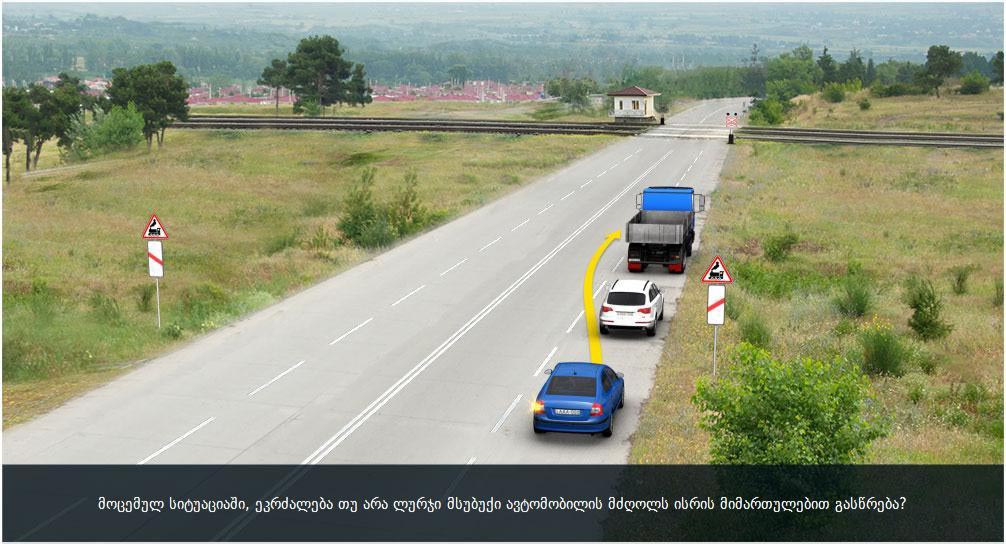 მოცემულ სიტუაციაში, ეკრძალება თუ არა ლურჯი მსუბუქი ავტომობილის მძღოლს ისრის მიმართულებით გასწრება?